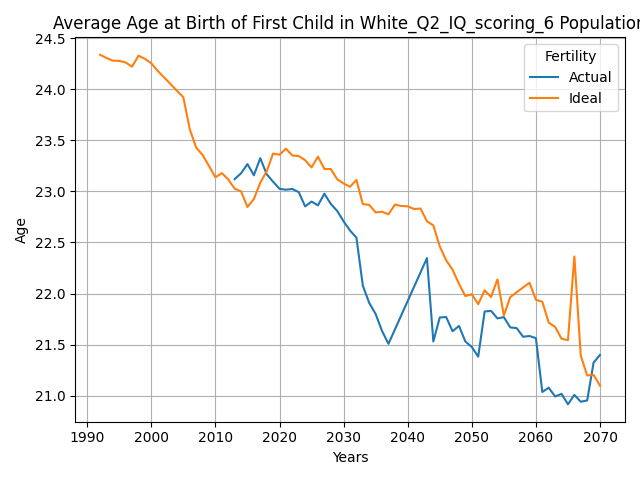 Average Age at Birth of First Child in White_Q2_IQ_scoring_6 Population
Fertility
Actual
Ideal
24.5
24.0
23.5
23.0
22.5
22.0
21.5
21.0
Age
1990 2000 2010 2020 2030 2040 2050 2060 2070
Years